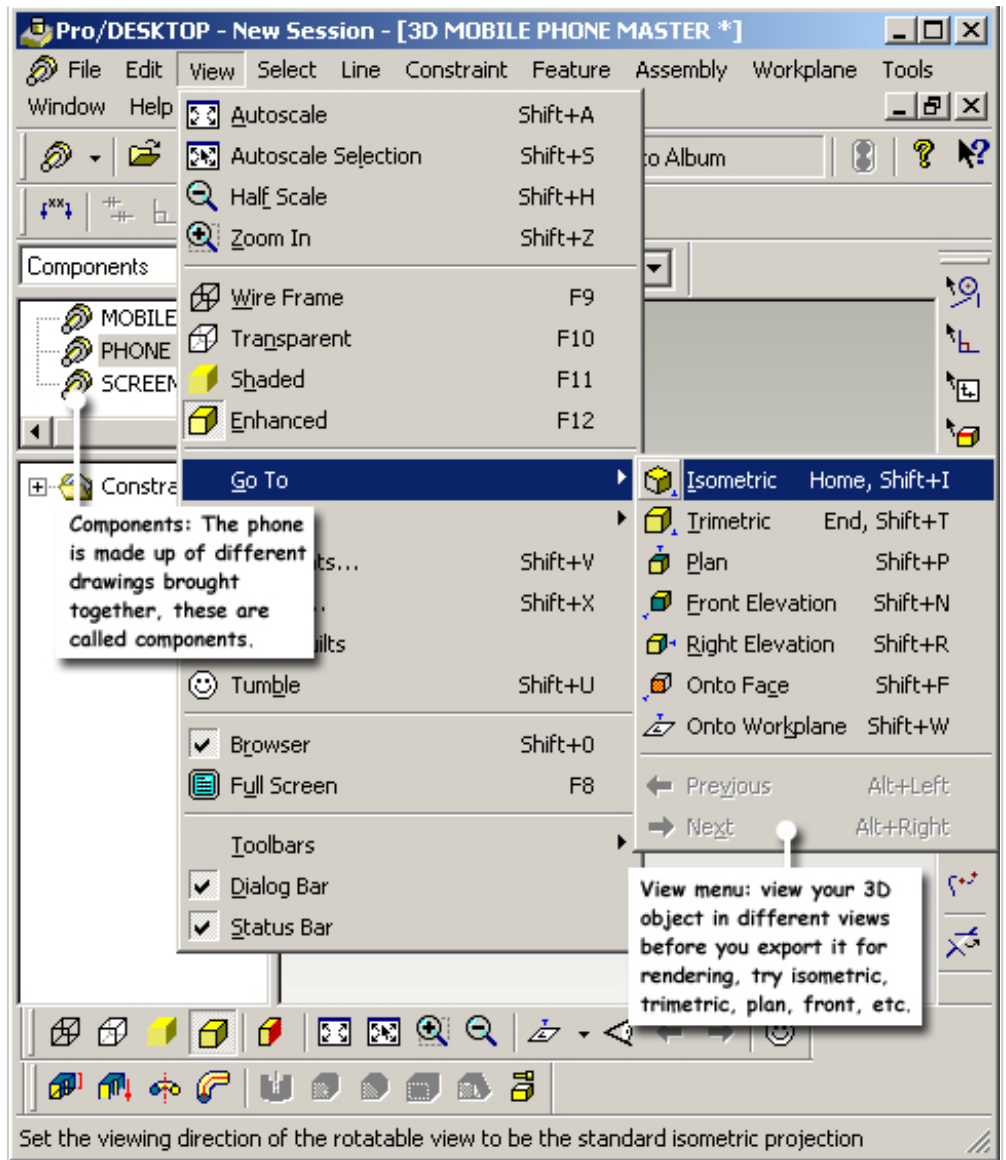 Pro/DESKTOP - New Session - [3D MOBILE PHONE MASTER *]
File Edit View Select Line Constraint Feature Assembly Workplane Tools
Window Help
to Album
Components
MOBILE
PHONE
SCREEN
Constra
Components: The phone
is made up of different
drawings brought
together, these are
called components.
Autoscale Shift+A
Autoscale Selection Shift+S
Half Scale Shift+H
Zoom In Shift+Z
Wire Frame F9
Transparent F10
Shaded F11
Enhanced F12
Go To
ts... Shift+V
Shift+X
uilts
Tumble Shift+U
Browser Shift+0
Full Screen F8
Toolbars
Dialog Bar
Status Bar
Isometric Home, Shift+I
Trimetric End, Shift+T
Plan Shift+P
Front Elevation Shift+N
Right Elevation Shift+R
Onto Face Shift+F
Onto Workplane Shift+W
Previous Alt+Left
Next Alt+Right
View menu: view your 3D
object in different views
before you export it for
rendering, try isometric,
trimetric, plan, front, etc.
Set the viewing direction of the rotatable view to be the standard isometric projection